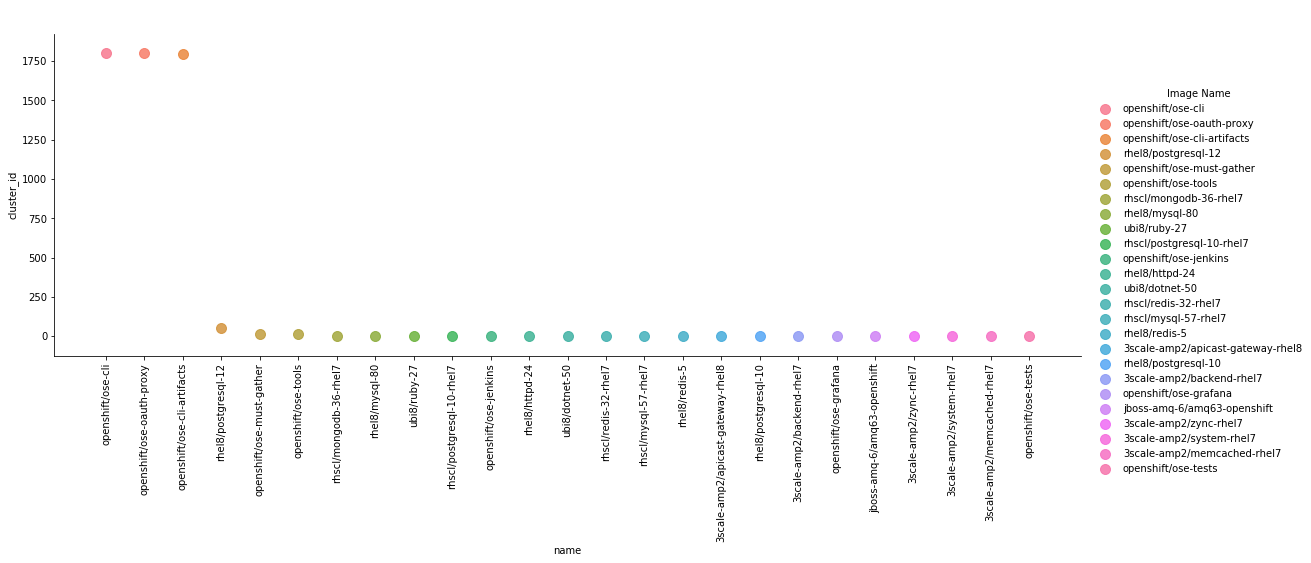 1750
1500
1250
1000
750
500
250
0
cluster_id
openshift/ose-cli
openshift/ose-oauth-proxy
openshift/ose-cli-artifacts
rhel8/postgresql-12
openshift/ose-must-gather
openshift/ose-tools
rhscl/mongodb-36-rhel7
rhel8/mysql-80
ubi8/ruby-27
rhscl/postgresql-10-rhel7
openshift/ose-jenkins
rhel8/httpd-24
ubi8/dotnet-50
rhscl/redis-32-rhel7
rhscl/mysql-57-rhel7
rhel8/redis-5
3scale-amp2/apicast-gateway-rhel8
rhel8/postgresql-10
3scale-amp2/backend-rhel7
openshift/ose-grafana
jboss-amq-6/amq63-openshift
3scale-amp2/zync-rhel7
3scale-amp2/system-rhel7
3scale-amp2/memcached-rhel7
openshift/ose-tests
name
Image Name
openshift/ose-cli
openshift/ose-oauth-proxy
openshift/ose-cli-artifacts
rhel8/postgresql-12
openshift/ose-must-gather
openshift/ose-tools
rhscl/mongodb-36-rhel7
rhel8/mysql-80
ubi8/ruby-27
rhscl/postgresql-10-rhel7
openshift/ose-jenkins
rhel8/httpd-24
ubi8/dotnet-50
rhscl/redis-32-rhel7
rhscl/mysql-57-rhel7
rhel8/redis-5
3scale-amp2/apicast-gateway-rhel8
rhel8/postgresql-10
3scale-amp2/backend-rhel7
openshift/ose-grafana
jboss-amq-6/amq63-openshift
3scale-amp2/zync-rhel7
3scale-amp2/system-rhel7
3scale-amp2/memcached-rhel7
openshift/ose-tests